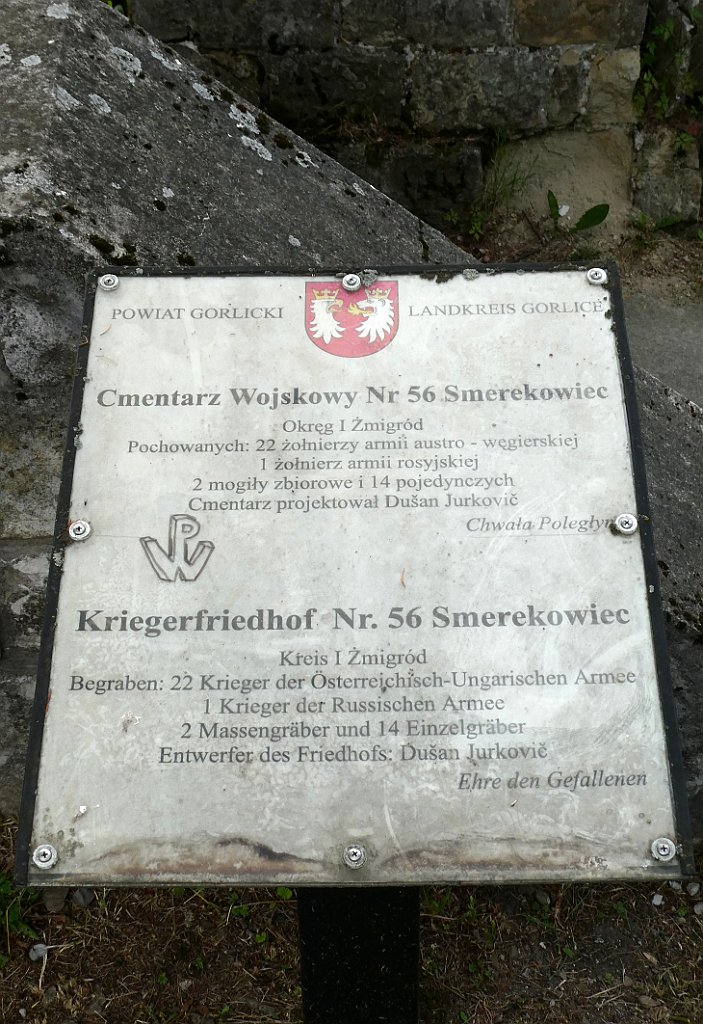 POWIAT GORLICKI LANDKREIS GORLICE
Cmentarz Wojskowy Nr 56 Smerekowiec
Okręg I Żmigród
Pochowanych: 22 żołnierzy armii austro - węgierskiej
1 żołnierz armii rosyjskiej
2 mogiły zbiorowe i 14 pojedynczych
Cmentarz projektował Dušan Jurkovič
Chwała Poległym
PW
Kriegerfriedhof Nr. 56 Smerekowiec
Kreis I Żmigród
Begraben: 22 Krieger der Österreichisch-Ungarischen Armee
1 Krieger der Russischen Armee
2 Massengräber und 14 Einzelgräber
Entwerfer des Friedhofs: Dušan Jurkovič
Ehre den Gefallenen